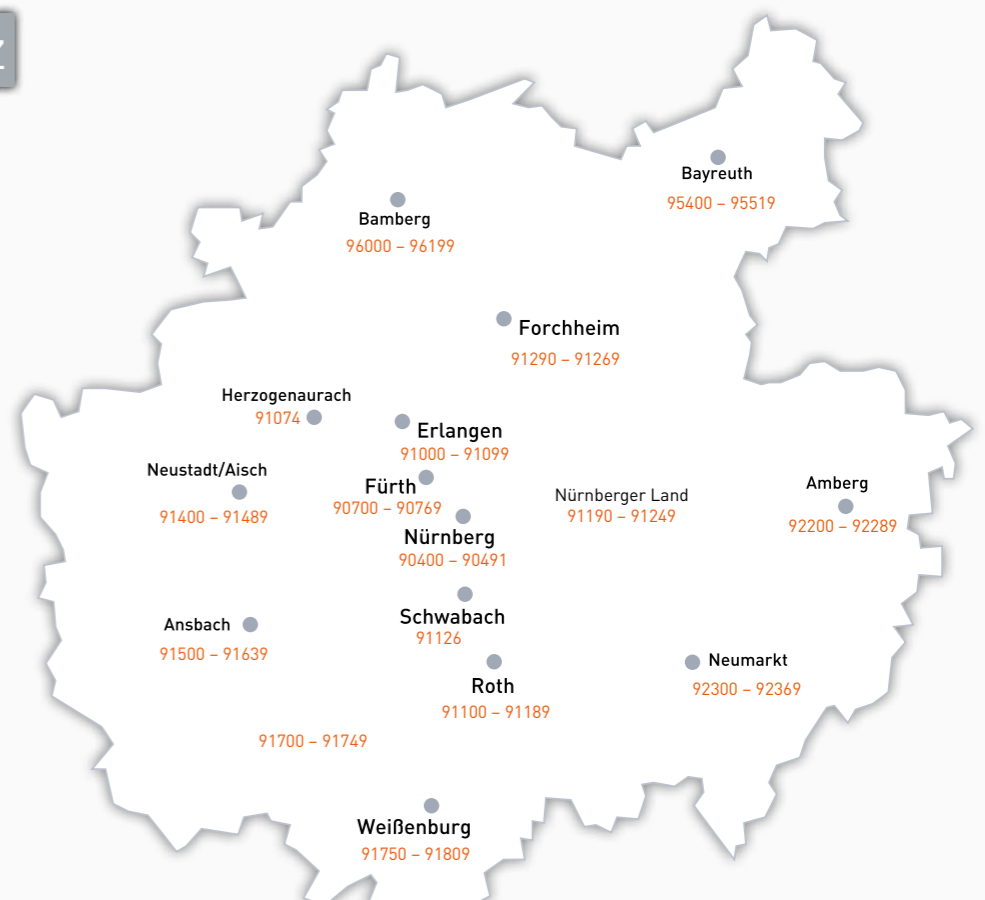 Z
Bayreuth
95400 – 95519
Bamberg
96000 – 96199
Forchheim
91290 – 91269
Herzogenaurach
91074
Erlangen
91000 – 91099
Neustadt/Aisch
91400 – 91489
Fürth
90700 – 90769
Nürnberg
90400 – 90491
Nürnberger Land
91190 – 91249
Amberg
92200 – 92289
Schwabach
91126
Ansbach
91500 – 91639
Roth
91100 – 91189
Neumarkt
92300 – 92369
91700 – 91749
Weißenburg
91750 – 91809